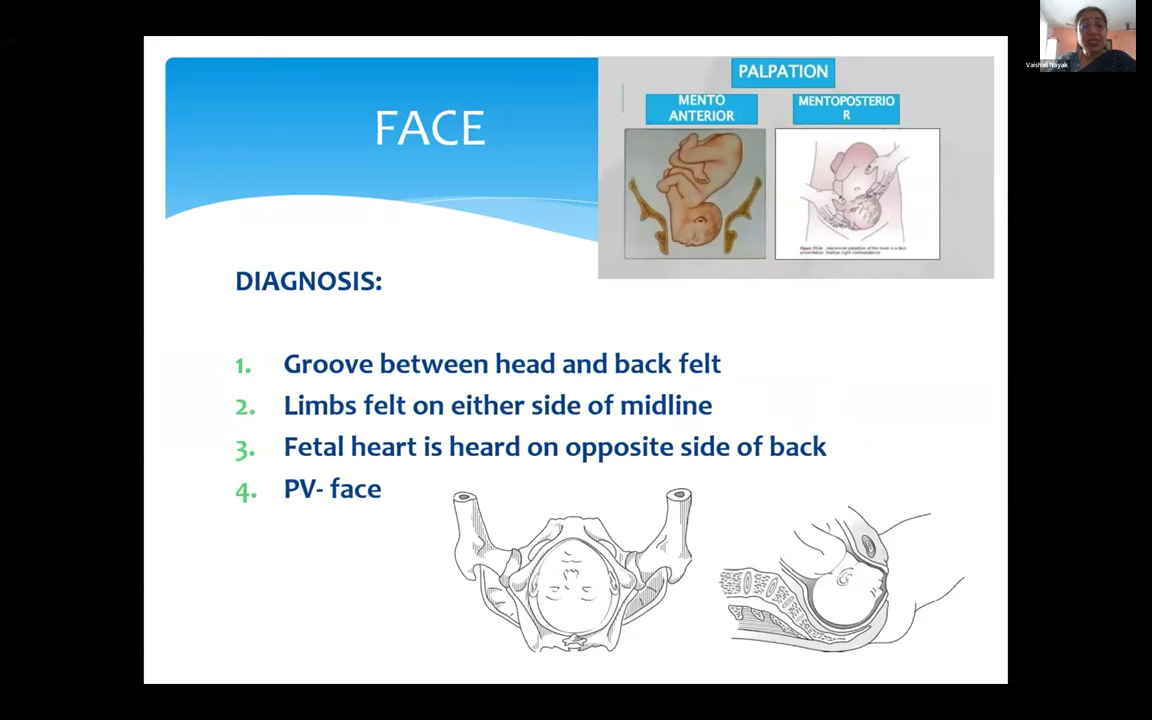 FACE
PALPATION
MENTO
ANTERIOR
MENTOPOSTERIO
R
Vaishali Nayak
DIAGNOSIS:
1. Groove between head and back felt
2. Limbs felt on either side of midline
3. Fetal heart is heard on opposite side of back
4. PV- face